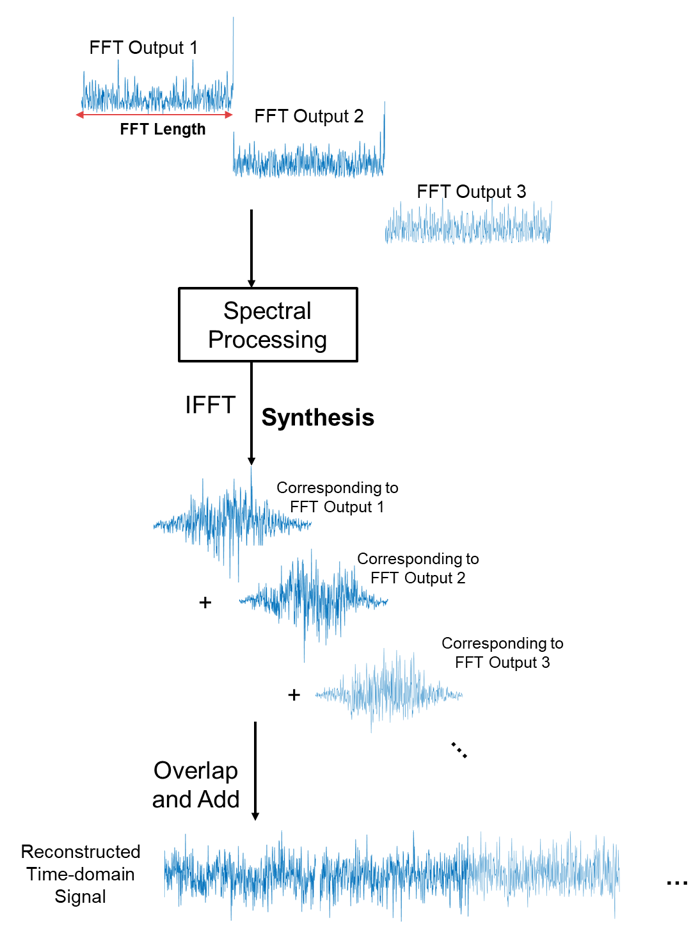 FFT Output 1
FFT Length
FFT Output 2
FFT Output 3
Spectral
Processing
IFFT
Synthesis
Corresponding to
FFT Output 1
Corresponding to
FFT Output 2
+
Corresponding to
FFT Output 3
+
Overlap
and Add
Reconstructed
Time-domain
Signal
...